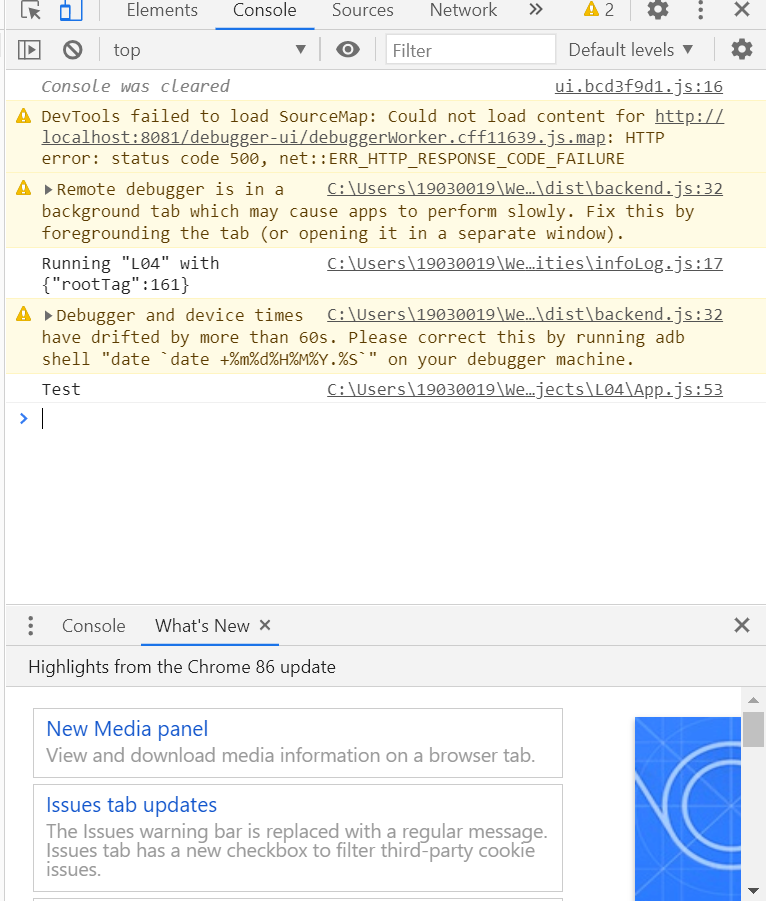 Elements Console Sources Network 2
top Filter Default levels
Console was cleared ui.bcd3f9d1.js:16
DevTools failed to load SourceMap: Could not load content for http://
localhost:8081/debugger-ui/debuggerWorker.cff11639.js.map: HTTP
error: status code 500, net::ERR_HTTP_RESPONSE_CODE_FAILURE
Remote debugger is in a C:\Users\19030019\We…\dist\backend.js:32
background tab which may cause apps to perform slowly. Fix this by
foregrounding the tab (or opening it in a separate window).
Running "L04" with C:\Users\19030019\We…ities\infoLog.js:17
{"rootTag":161}
Debugger and device times C:\Users\19030019\We…\dist\backend.js:32
have drifted by more than 60s. Please correct this by running adb
shell "date `date +%m%d%H%M%Y.%S`" on your debugger machine.
Test C:\Users\19030019\We…jects\L04\App.js:53
Console What's New
Highlights from the Chrome 86 update
New Media panel
View and download media information on a browser tab.
Issues tab updates
The Issues warning bar is replaced with a regular message.
Issues tab has a new checkbox to filter third-party cookie
issues.